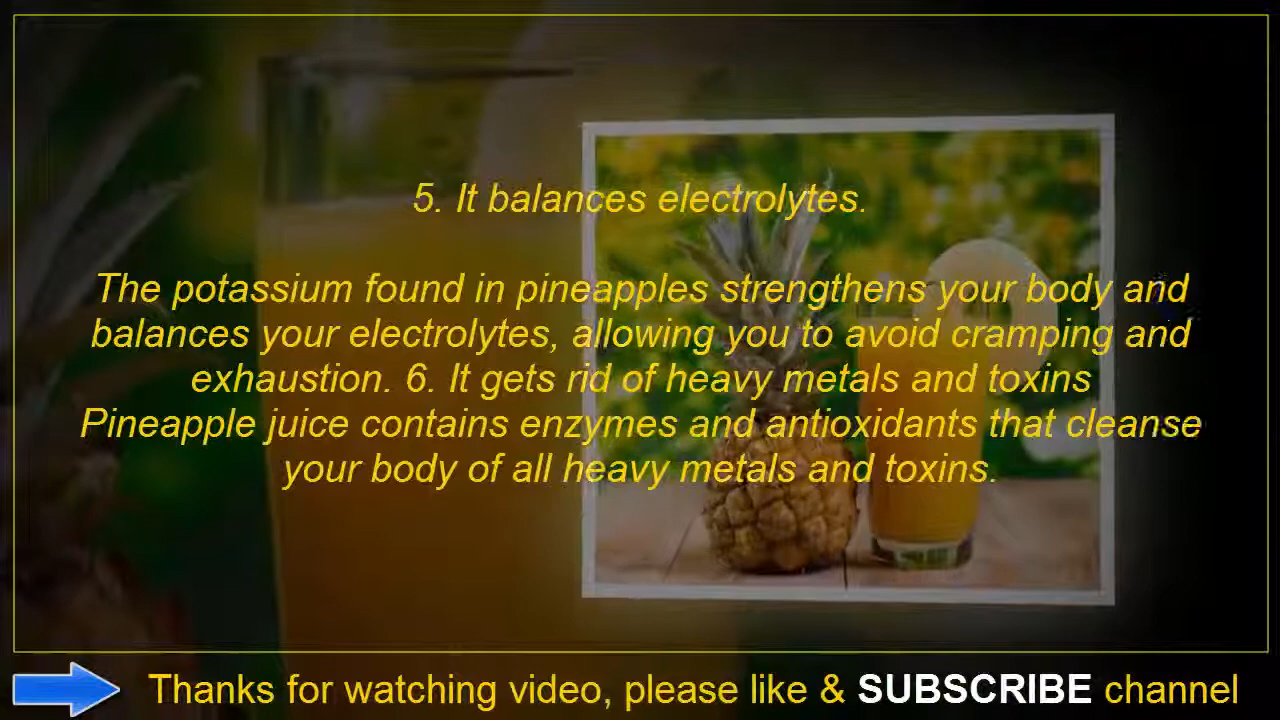 5. It balances electrolytes.
The potassium found in pineapples strengthens your body and
balances your electrolytes, allowing you to avoid cramping and
exhaustion. 6. It gets rid of heavy metals and toxins
Pineapple juice contains enzymes and antioxidants that cleanse
your body of all heavy metals and toxins.
Thanks for watching video, please like & SUBSCRIBE channel